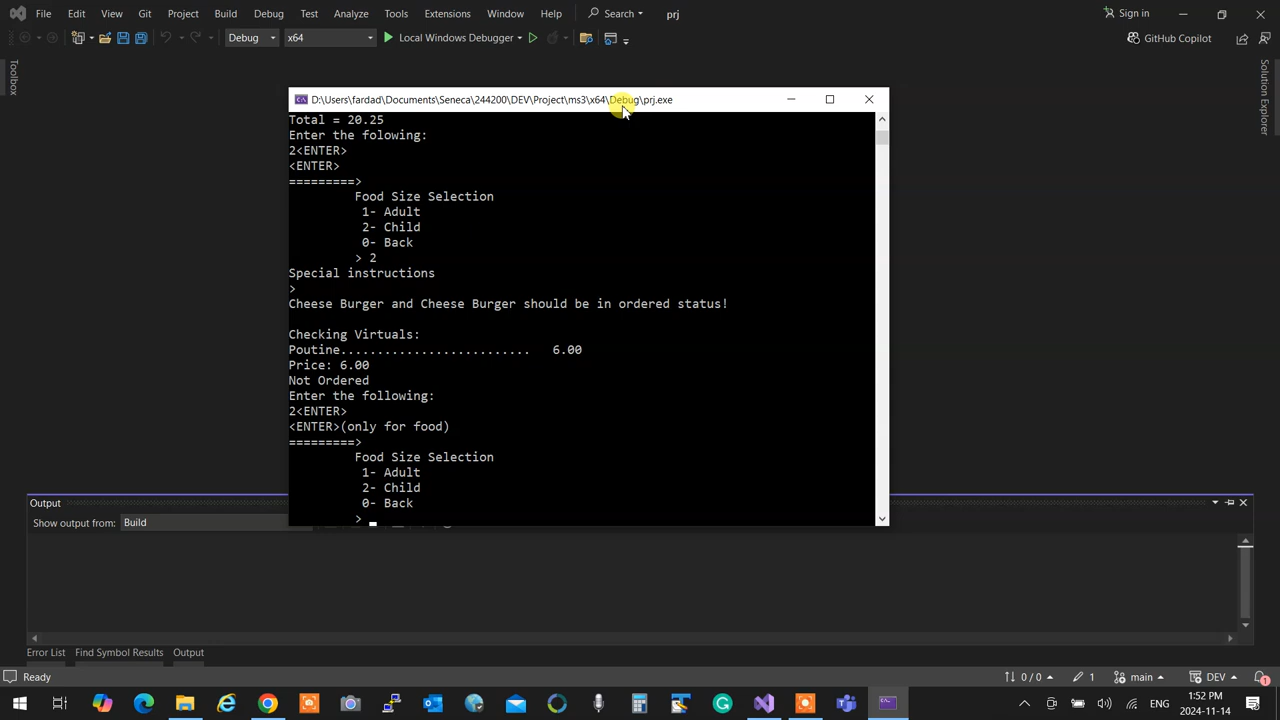 File Edit View Git Project Build Debug Test Analyze Tools Extensions Window Help Search prj Sign in
Debug x64 Local Windows Debugger GitHub Copilot
Toolbox
Solution Explorer
D:\Users\fardad\Documents\Seneca\244200\DEV\Project\ms3\x64\Debug\prj.exe
Total = 20.25
Enter the folowing:
2<ENTER>
<ENTER>
=========>
Food Size Selection
1- Adult
2- Child
0- Back
> 2
Special instructions
>
Cheese Burger and Cheese Burger should be in ordered status!
Checking Virtuals:
Poutine.......................... 6.00
Price: 6.00
Not Ordered
Enter the following:
2<ENTER>
<ENTER>(only for food)
=========>
Food Size Selection
1- Adult
2- Child
0- Back
>
Output
Show output from: Build
Error List Find Symbol Results Output
Ready 0 / 0 1 main DEV 1
ENG 1:52 PM
2024-11-14